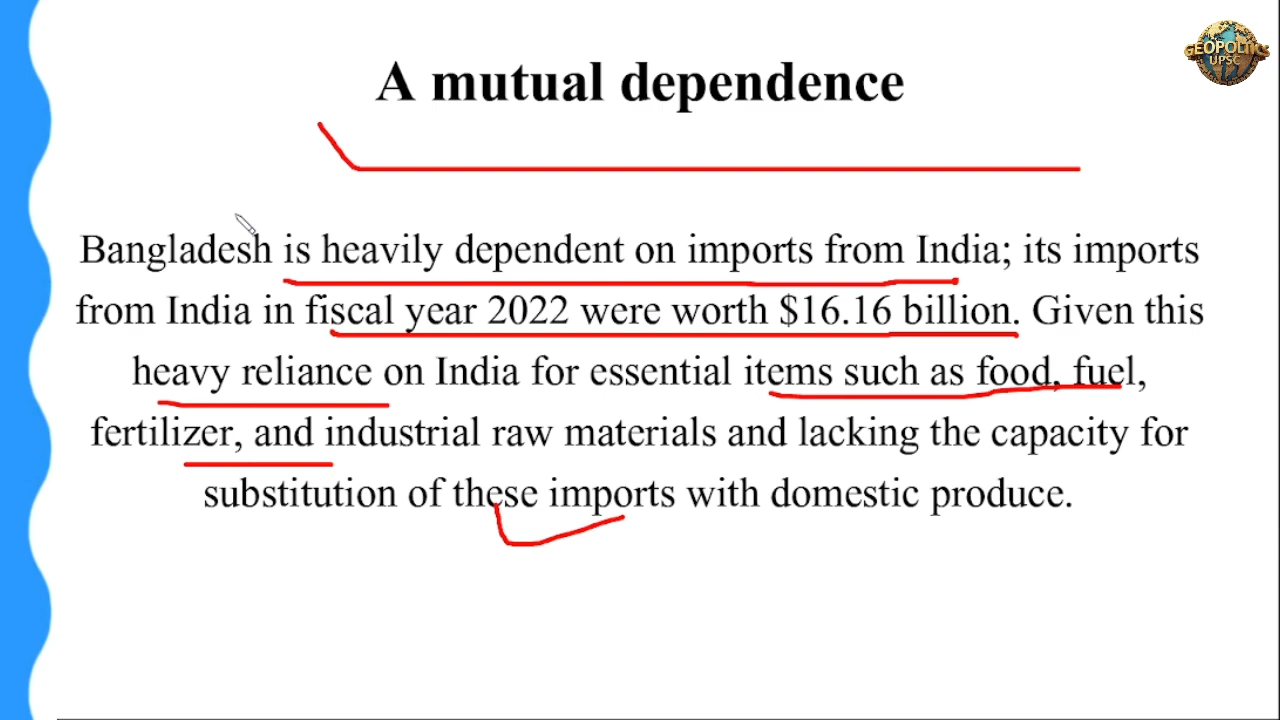 GEOPOLITICS
UPSC
A mutual dependence
Bangladesh is heavily dependent on imports from India; its imports
from India in fiscal year 2022 were worth $16.16 billion. Given this
heavy reliance on India for essential items such as food, fuel,
fertilizer, and industrial raw materials and lacking the capacity for
substitution of these imports with domestic produce.